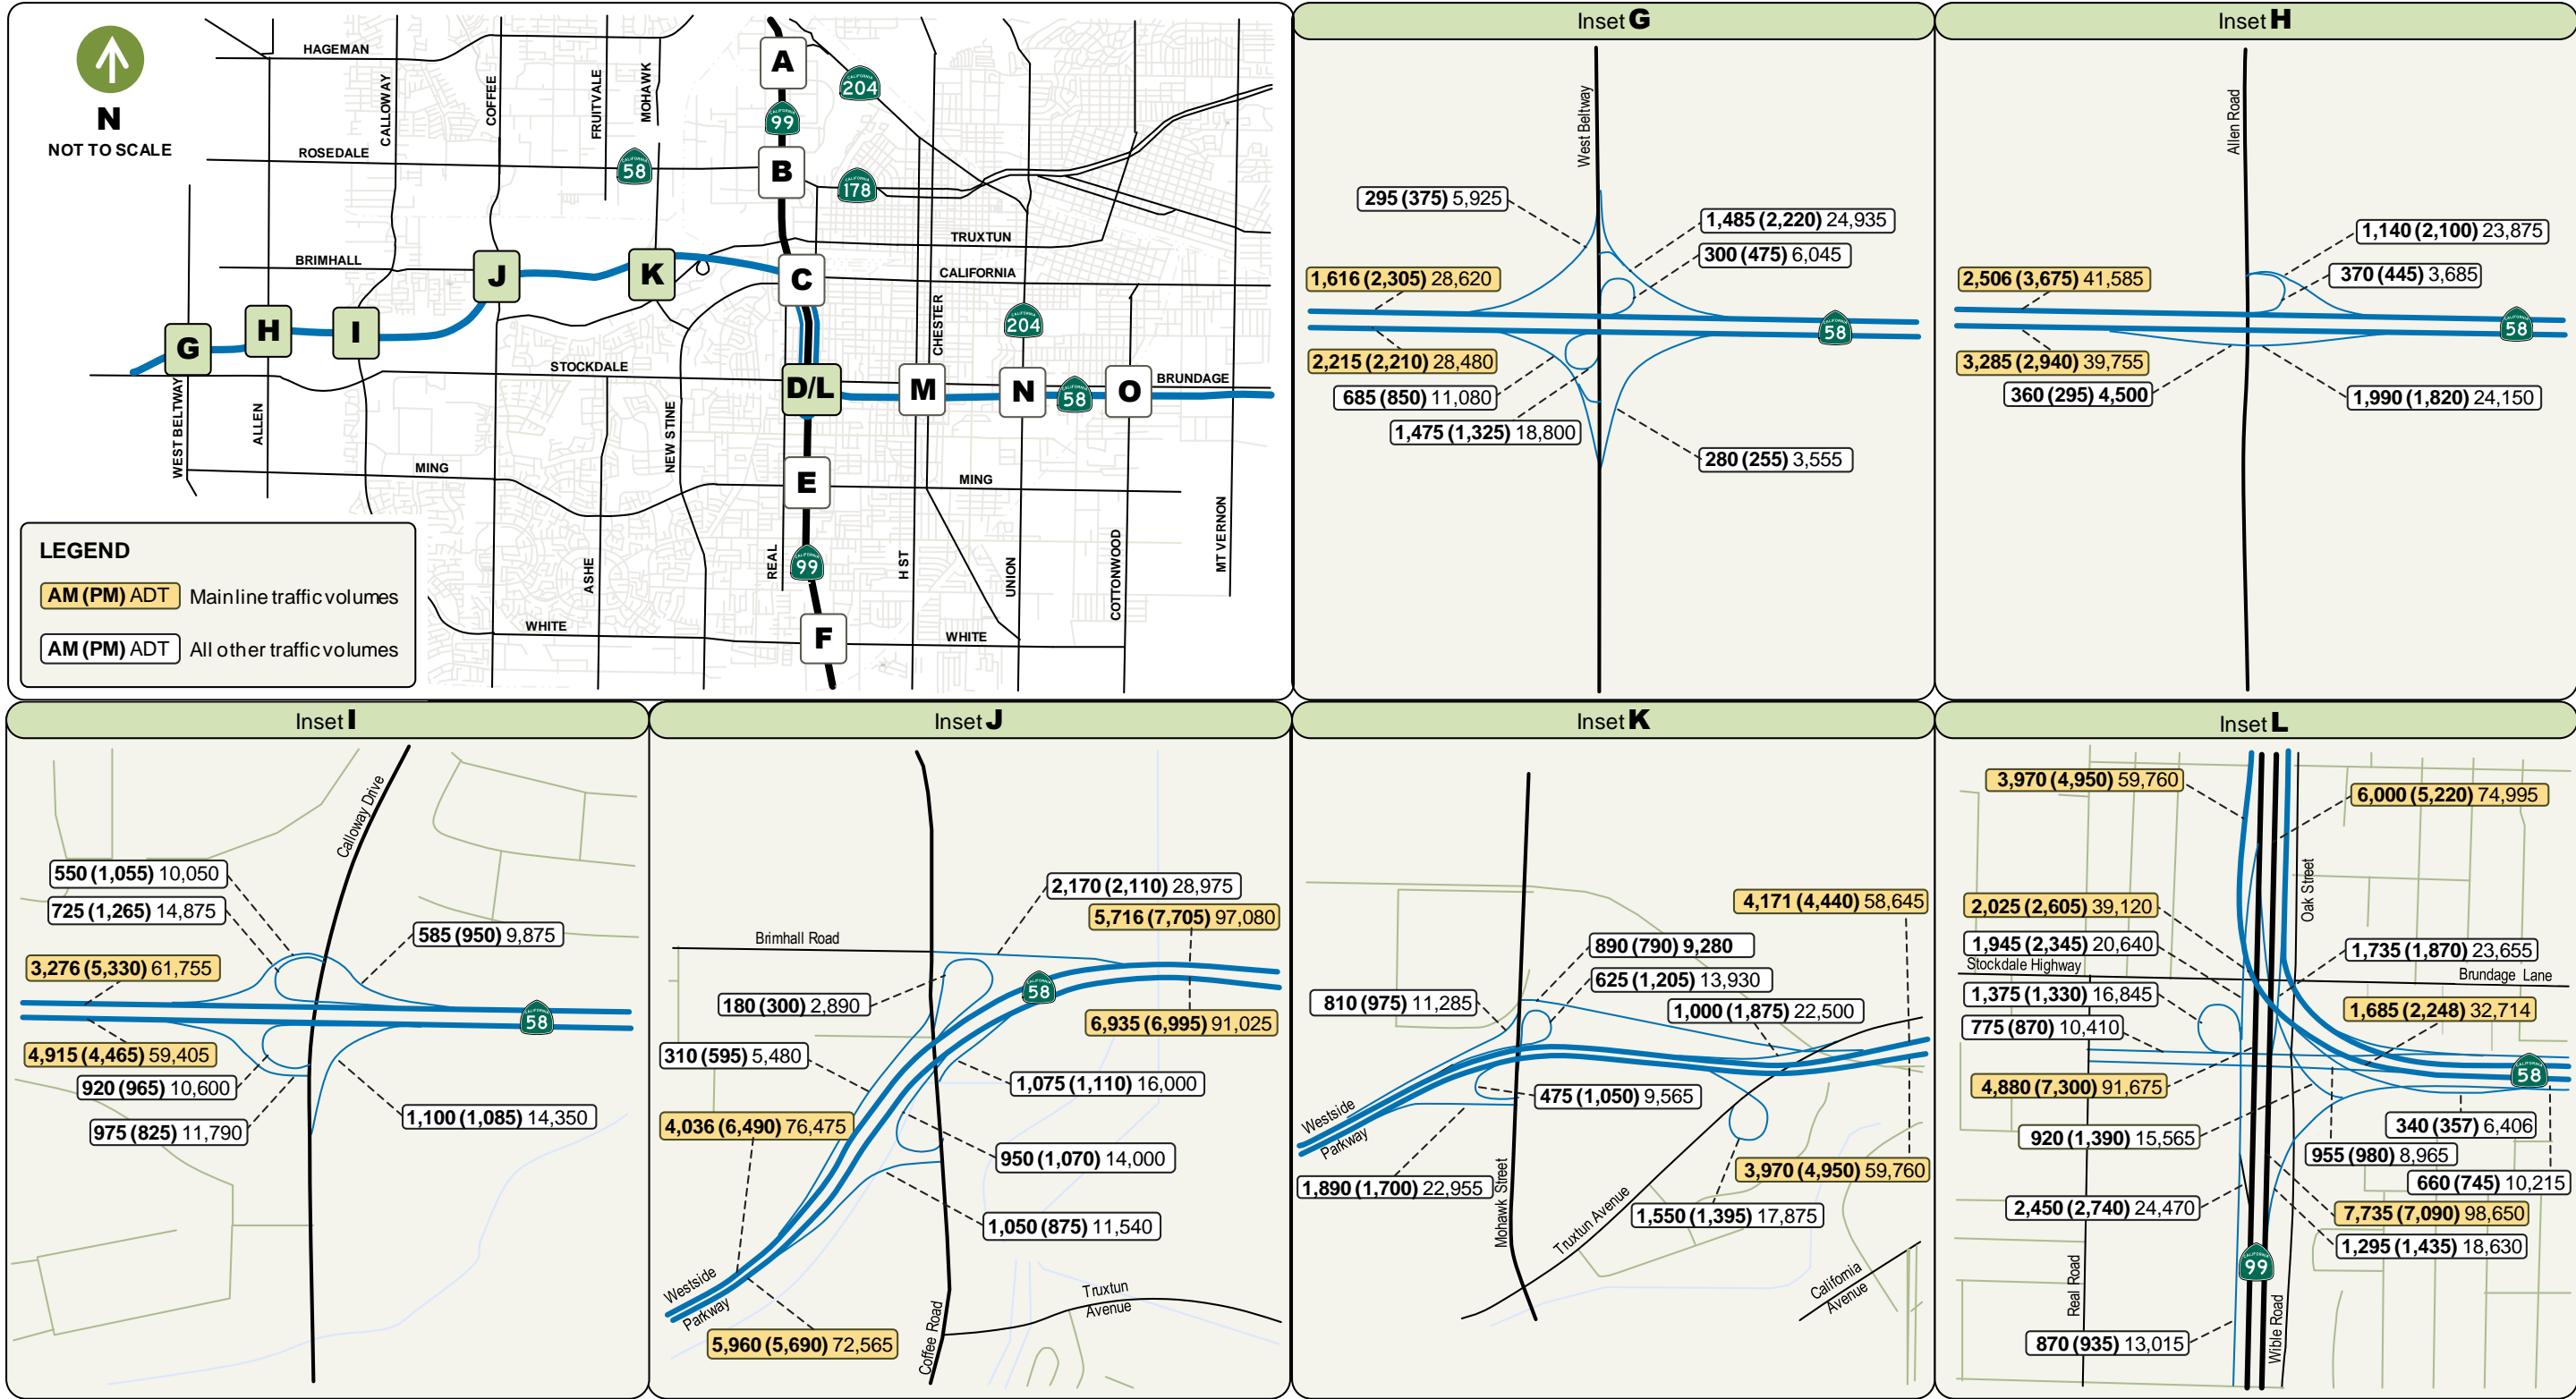 N
NOT TO SCALE
HAGEMAN
CALLOWAY
COFFEE
FRUITVALE
MOHAWK
A
CALIFORNIA
204
CALIFORNIA
99
ROSEDALE
CALIFORNIA
58
B
CALIFORNIA
178
TRUXTUN
BRIMHALL
J
K
C
CALIFORNIA
G
H
I
CHESTER
CALIFORNIA
204
STOCKDALE
D/L
M
N
CALIFORNIA
58
O
BRUNDAGE
WEST BELTWAY
ALLEN
NEW STINE
MING
E
MING
ASHE
REAL
CALIFORNIA
99
H ST
UNION
COTTONWOOD
MT VERNON
WHITE
F
WHITE
LEGEND
AM (PM) ADT Mainline traffic volumes
AM (PM) ADT All other traffic volumes
Inset G
West Beltway
295 (375) 5,925
1,485 (2,220) 24,935
300 (475) 6,045
1,616 (2,305) 28,620
CALIFORNIA
58
2,215 (2,210) 28,480
685 (850) 11,080
1,475 (1,325) 18,800
280 (255) 3,555
Inset H
Allen Road
1,140 (2,100) 23,875
370 (445) 3,685
2,506 (3,675) 41,585
CALIFORNIA
58
3,285 (2,940) 39,755
360 (295) 4,500
1,990 (1,820) 24,150
Inset I
Calloway Drive
550 (1,055) 10,050
725 (1,265) 14,875
585 (950) 9,875
3,276 (5,330) 61,755
CALIFORNIA
58
4,915 (4,465) 59,405
920 (965) 10,600
975 (825) 11,790
1,100 (1,085) 14,350
Inset J
2,170 (2,110) 28,975
5,716 (7,705) 97,080
Brimhall Road
CALIFORNIA
58
180 (300) 2,890
6,935 (6,995) 91,025
310 (595) 5,480
1,075 (1,110) 16,000
4,036 (6,490) 76,475
950 (1,070) 14,000
1,050 (875) 11,540
Westside
Parkway
Truxtun
Avenue
Coffee Road
5,960 (5,690) 72,565
Inset K
4,171 (4,440) 58,645
890 (790) 9,280
625 (1,205) 13,930
810 (975) 11,285
1,000 (1,875) 22,500
475 (1,050) 9,565
Westside
Parkway
3,970 (4,950) 59,760
1,890 (1,700) 22,955
Mohawk Street
1,550 (1,395) 17,875
Truxtun Avenue
California
Avenue
Inset L
3,970 (4,950) 59,760
6,000 (5,220) 74,995
Oak Street
2,025 (2,605) 39,120
1,945 (2,345) 20,640
1,735 (1,870) 23,655
Stockdale Highway
Brundage Lane
1,375 (1,330) 16,845
1,685 (2,248) 32,714
775 (870) 10,410
CALIFORNIA
58
4,880 (7,300) 91,675
340 (357) 6,406
920 (1,390) 15,565
955 (980) 8,965
660 (745) 10,215
2,450 (2,740) 24,470
7,735 (7,090) 98,650
1,295 (1,435) 18,630
CALIFORNIA
99
Real Road
Wible Road
870 (935) 13,015